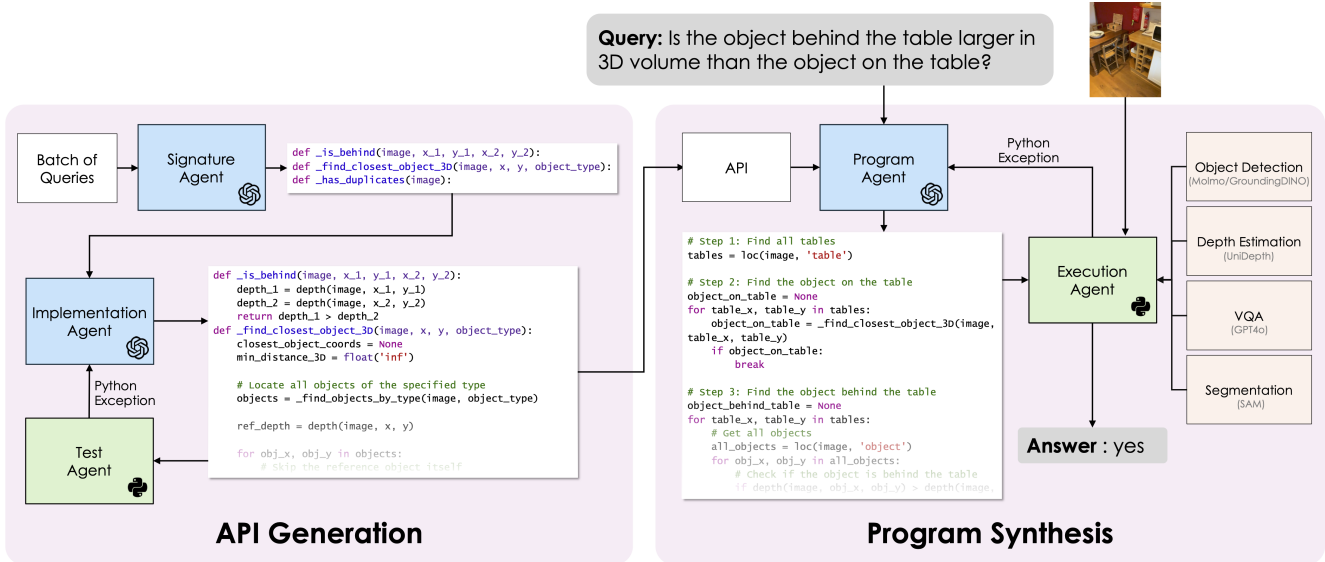 Query: Is the object behind the table larger in
3D volume than the object on the table?
Batch of
Queries
Signature
Agent
def _is_behind(image, x_1, y_1, x_2, y_2):
def _find_closest_object_3D(image, x, y, object_type):
def _has_duplicates(image):
Implementation
Agent
def _is_behind(image, x_1, y_1, x_2, y_2):
    depth_1 = depth(image, x_1, y_1)
    depth_2 = depth(image, x_2, y_2)
    return depth_1 > depth_2
def _find_closest_object_3D(image, x, y, object_type):
    closest_object_coords = None
    min_distance_3D = float('inf')
    # Locate all objects of the specified type
    objects = _find_objects_by_type(image, object_type)
    ref_depth = depth(image, x, y)
    for obj_x, obj_y in objects:
        # Skip the reference object itself
Python
Exception
Test
Agent
API Generation
API
Program
Agent
Python
Exception
# Step 1: Find all tables
tables = loc(image, 'table')
# Step 2: Find the object on the table
object_on_table = None
for table_x, table_y in tables:
    object_on_table = _find_closest_object_3D(image,
table_x, table_y)
    if object_on_table:
        break
# Step 3: Find the object behind the table
object_behind_table = None
for table_x, table_y in tables:
    # Get all objects
    all_objects = loc(image, 'object')
    for obj_x, obj_y in all_objects:
        # Check if the object is behind the table
        if depth(image, obj_x, obj_y) > depth(image,
Execution
Agent
Object Detection
(Molmo/GroundingDINO)
Depth Estimation
(UniDepth)
VQA
(GPT4o)
Segmentation
(SAM)
Answer : yes
Program Synthesis